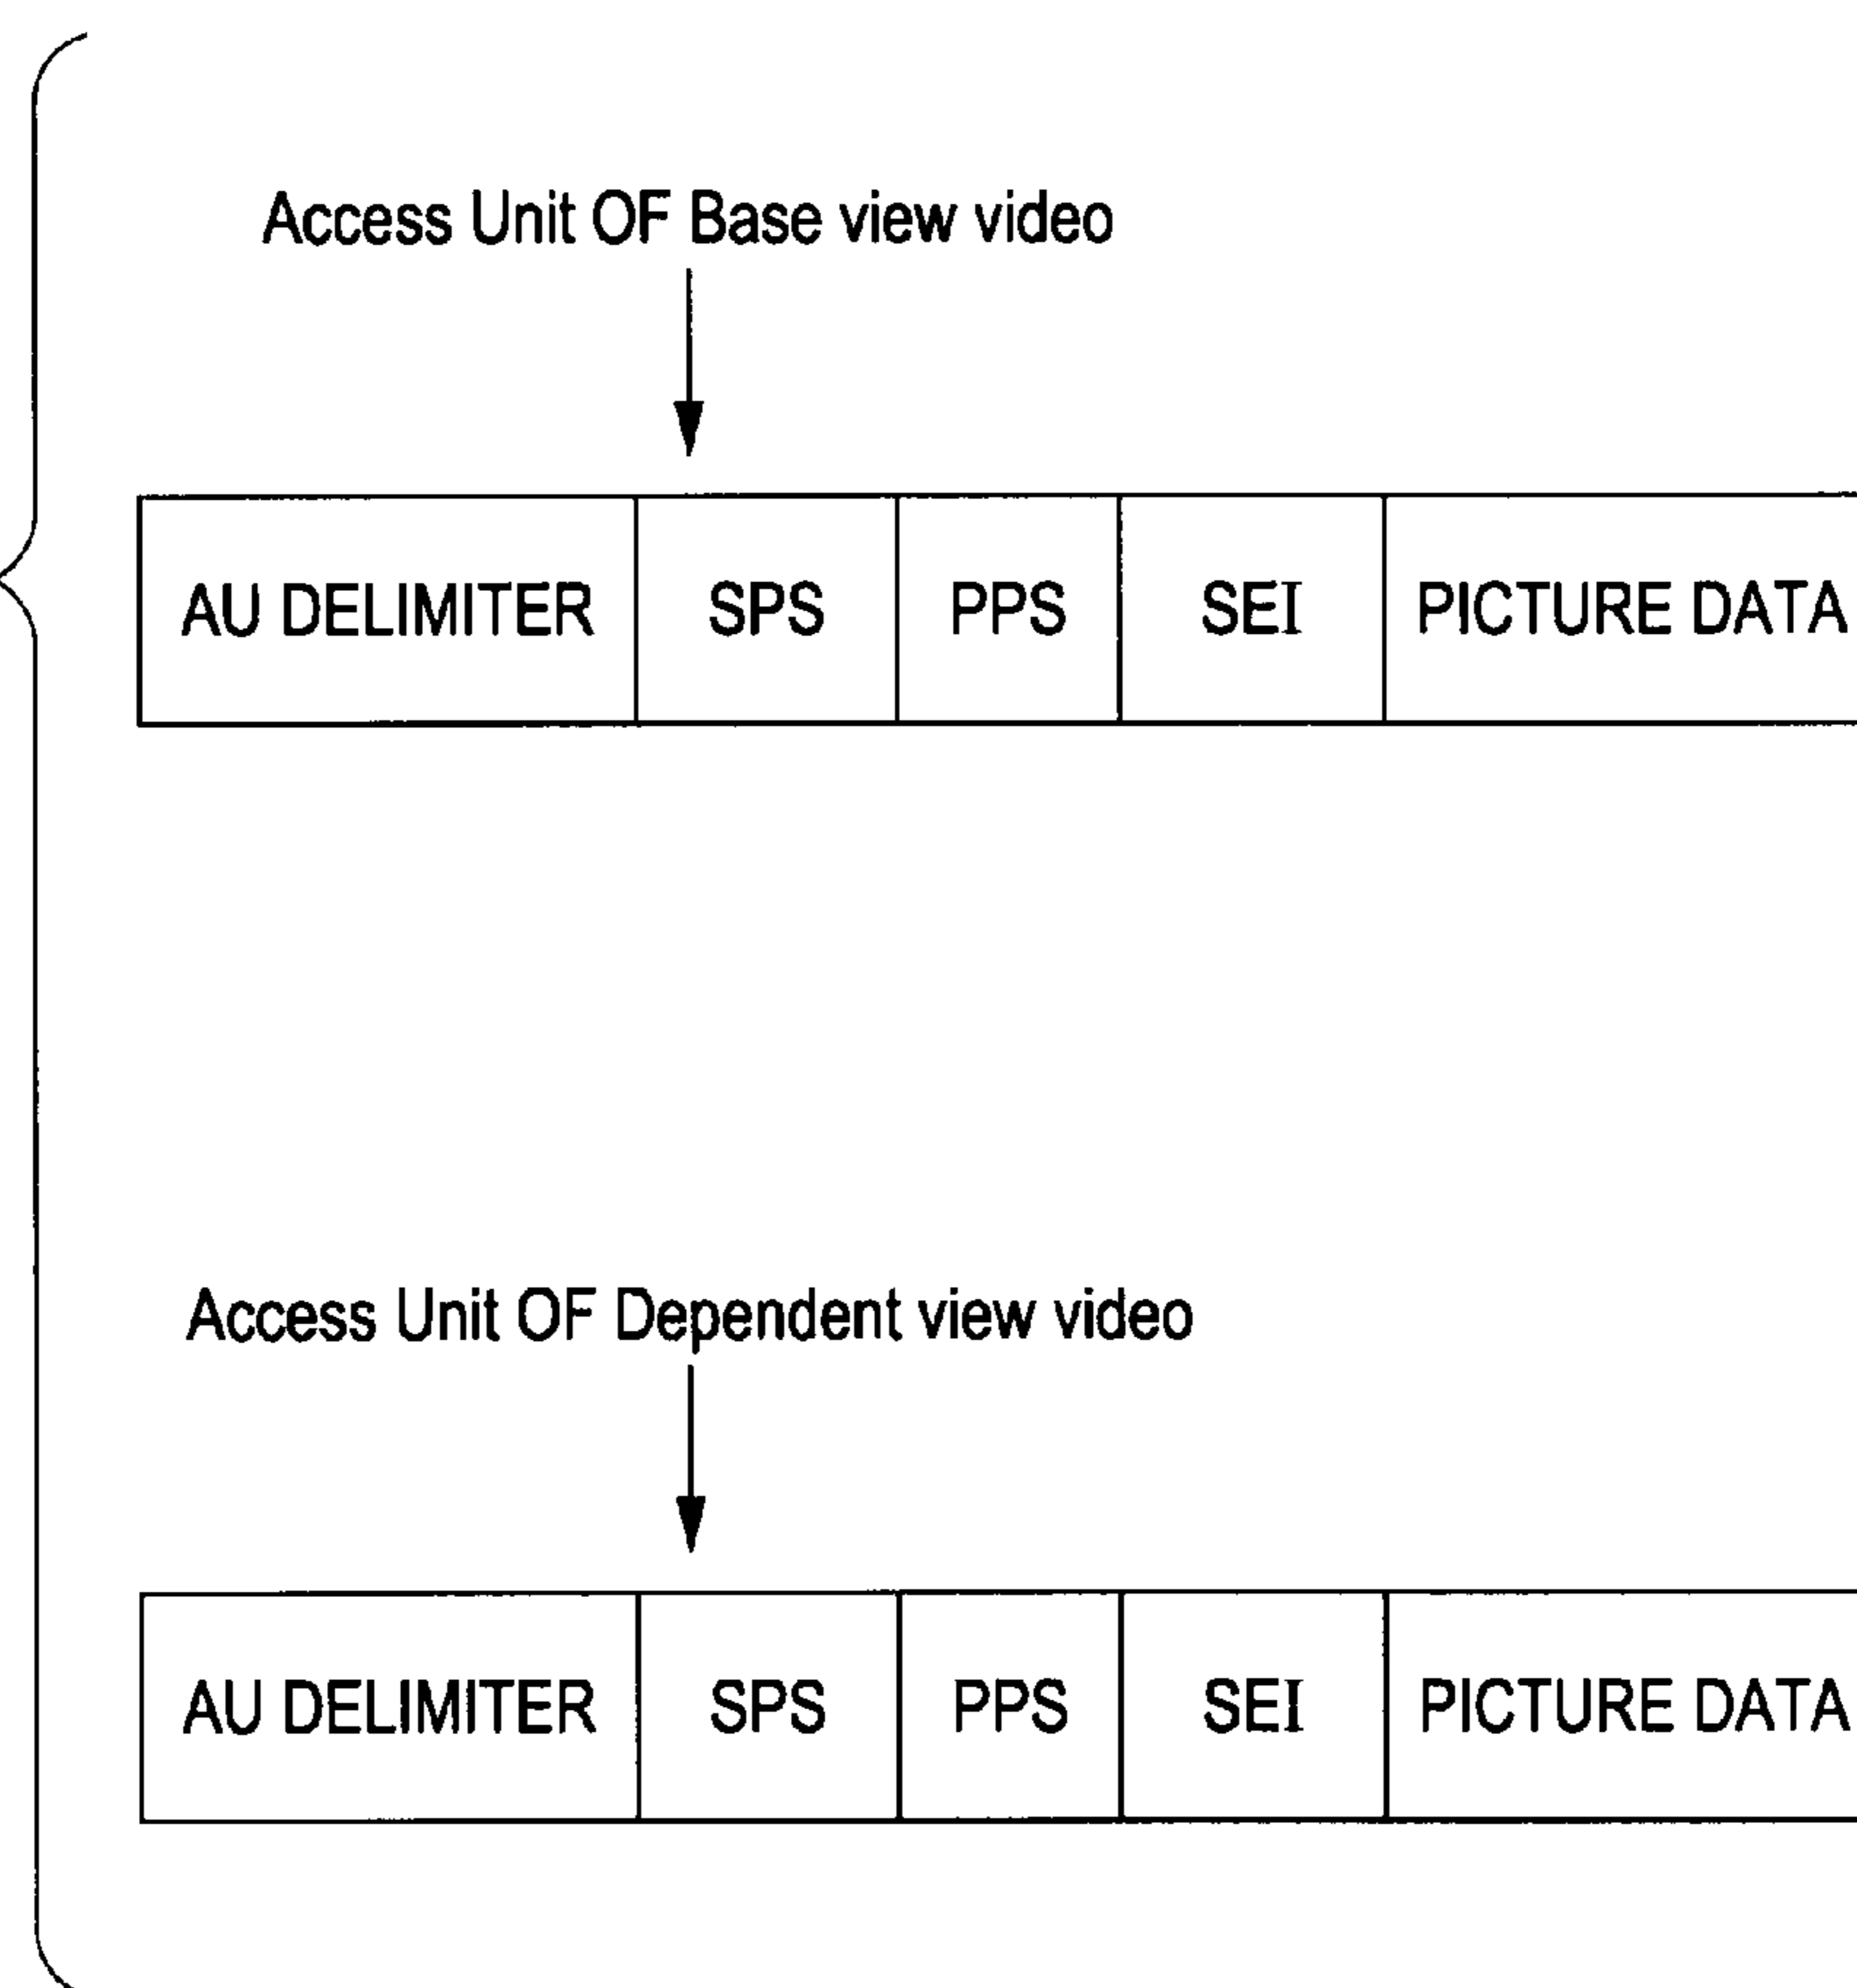 Access Unit OF Base view video
AU DELIMITER SPS PPS SEI PICTURE DATA
Access Unit OF Dependent view video
AU DELIMITER SPS PPS SEI PICTURE DATA